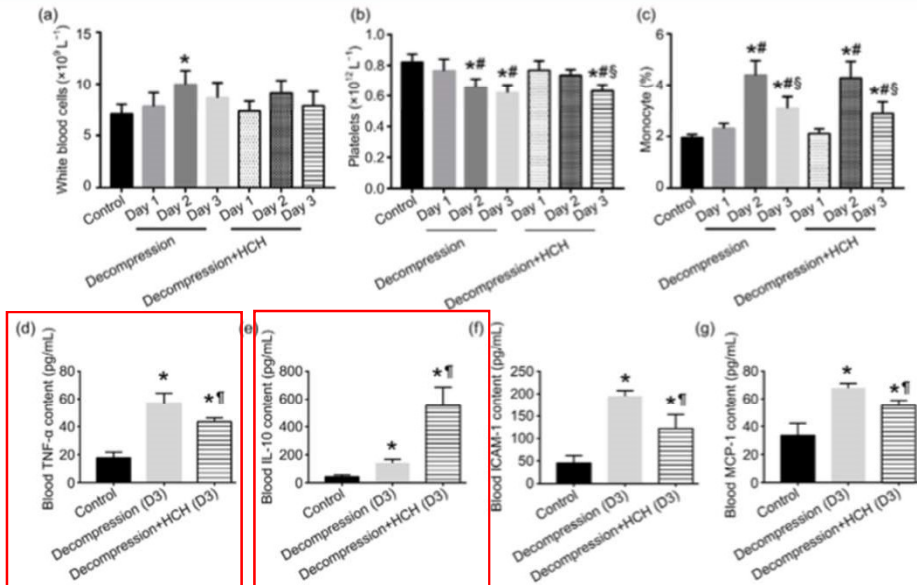 (a)
White blood cells (×10⁹ L⁻¹)
15
10
5
0
*
Control
Day 1
Day 2
Day 3
Day 1
Day 2
Day 3
Decompression
Decompression+HCH
(b)
Platelets (×10¹² L⁻¹)
1.0
0.8
0.6
0.4
0.2
0.0
*#
*#
*#§
Control
Day 1
Day 2
Day 3
Day 1
Day 2
Day 3
Decompression
Decompression+HCH
(c)
Monocyte (%)
6
4
2
0
*#
*#§
*#
*#§
Control
Day 1
Day 2
Day 3
Day 1
Day 2
Day 3
Decompression
Decompression+HCH
(d)
Blood TNF-α content (pg/mL)
80
60
40
20
0
*
*¶
Control
Decompression (D3)
Decompression+HCH (D3)
(e)
Blood IL-10 content (pg/mL)
800
600
400
200
0
*
*¶
Control
Decompression (D3)
Decompression+HCH (D3)
(f)
Blood ICAM-1 content (pg/mL)
250
200
150
100
50
0
*
*¶
Control
Decompression (D3)
Decompression+HCH (D3)
(g)
Blood MCP-1 content (pg/mL)
80
60
40
20
0
*
*¶
Control
Decompression (D3)
Decompression+HCH (D3)